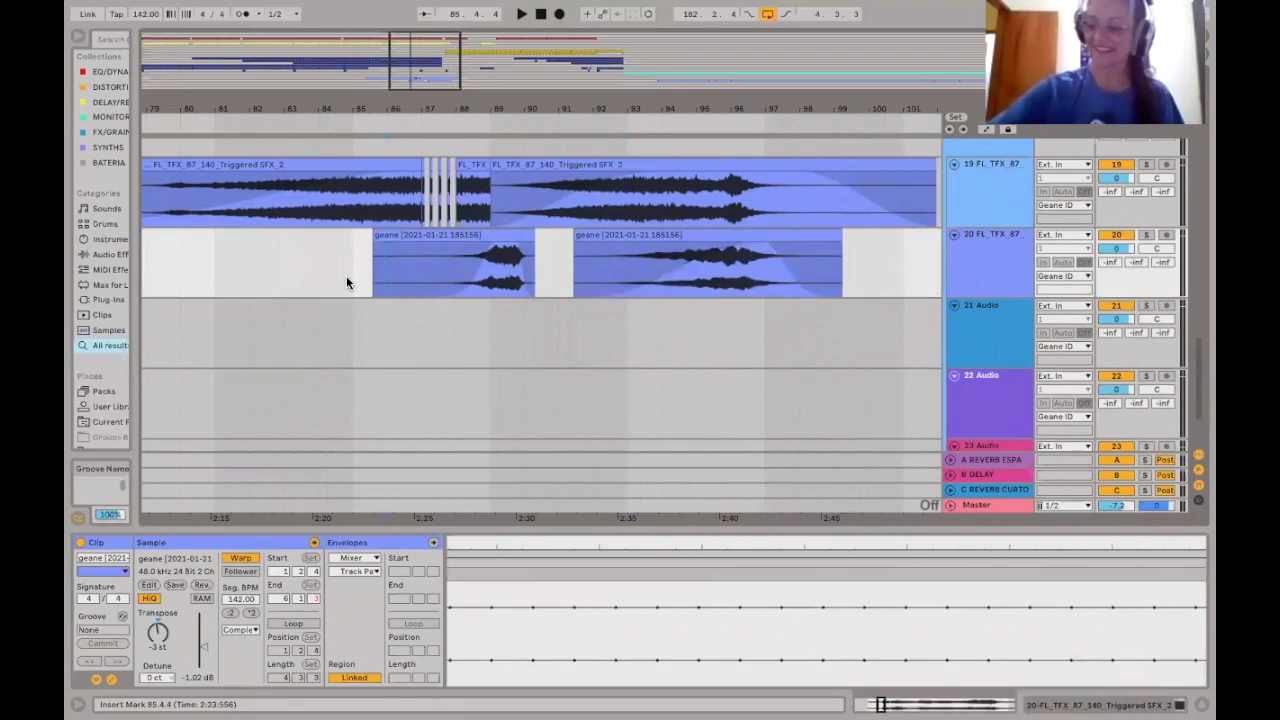 Link Tap 142.00 4 / 4 1/2 85. 4. 4 182. 2. 4 4. 3. 3
Search (
Collections
EQ/DYNA
DISTORTI
DELAY/RE
MONITOR
FX/GRAIN
SYNTHS
BATERIA
Categories
Sounds
Drums
Instrume
Audio Eff
MIDI Effe
Max for L
Plug-Ins
Clips
Samples
All result
Places
Packs
User Libr
Current P
Groups R
Groove Name
100%
79 80 81 82 83 84 85 86 87 88 89 90 91 92 93 94 95 96 97 98 99 100 101
Set
... FL_TFX_87_140_Triggered SFX_2 FL_TFX FL_TFX_87_140_Triggered SFX_2
geane [2021-01-21 185156] geane [2021-01-21 185156]
19 FL_TFX_87_ Ext. In 19 S
1 0 C
In Auto Off -inf -inf -inf
Geane ID
20 FL_TFX_87_ Ext. In 20 S
1 0 C
In Auto Off -inf -inf -inf
Geane ID
21 Audio Ext. In 21 S
1 0 C
In Auto Off -inf -inf -inf
Geane ID
22 Audio Ext. In 22 S
1 0 C
In Auto Off -inf -inf -inf
Geane ID
23 Audio Ext. In 23 S
A REVERB ESPA A S Post
B DELAY B S Post
C REVERB CURTO C S Post
Off Master 1/2 -7.2 0
2:15 2:20 2:25 2:30 2:35 2:40 2:45
Clip
geane [2021-
Signature
4 / 4
Groove
None
Commit
<< >>
Sample
geane [2021-01-21
48.0 kHz 24 Bit 2 Ch
Edit Save Rev.
HiQ RAM
Transpose
-3 st
Detune
0 ct -1.02 dB
Warp
Follower
Seg. BPM
142.00
:2 *2
Comple
Start Set
1 2 4
End Set
6 1 3
Loop
Position Set
1 2 4
Length Set
4 3 3
Envelopes
Mixer
Track Pa
Region
Linked
Start
End
Loop
Position
Length
Insert Mark 85.4.4 (Time: 2:23:556)
20-FL_TFX_87_140_Triggered SFX_2